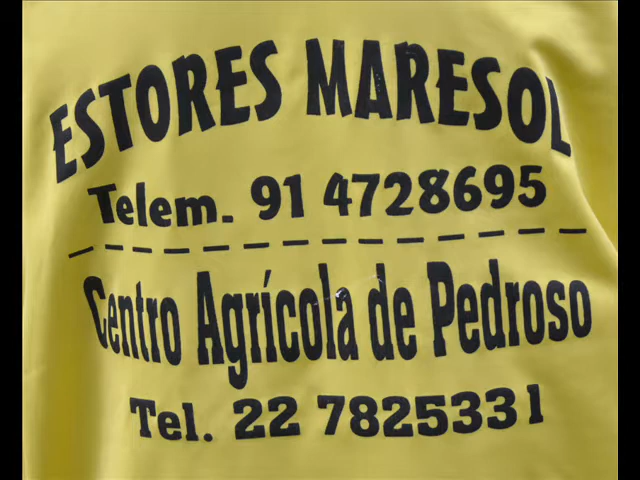 ESTORES MARESOL
Telem. 91 4728695
Centro Agrícola de Pedroso
Tel. 22 7825331